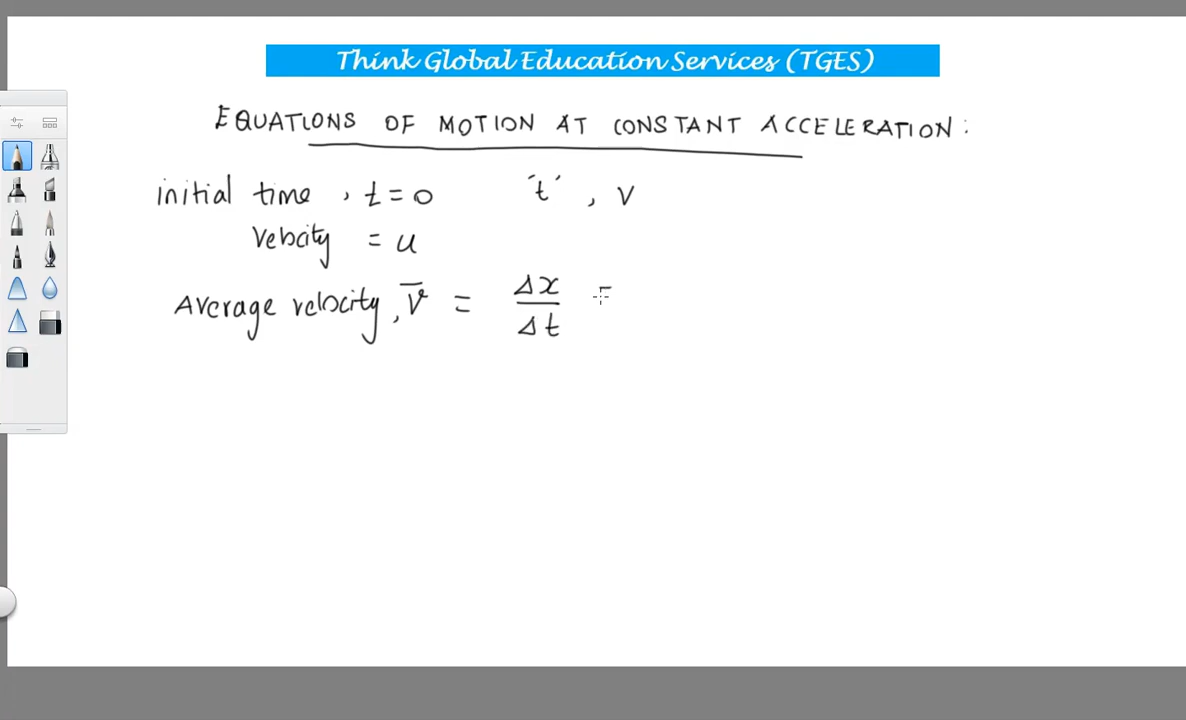 Think Global Education Services (TGES)
EQUATIONS OF MOTION AT CONSTANT ACCELERATION:
initial time, t=0 't', v
Velocity = u
Average velocity, v̅ = Δx/Δt =